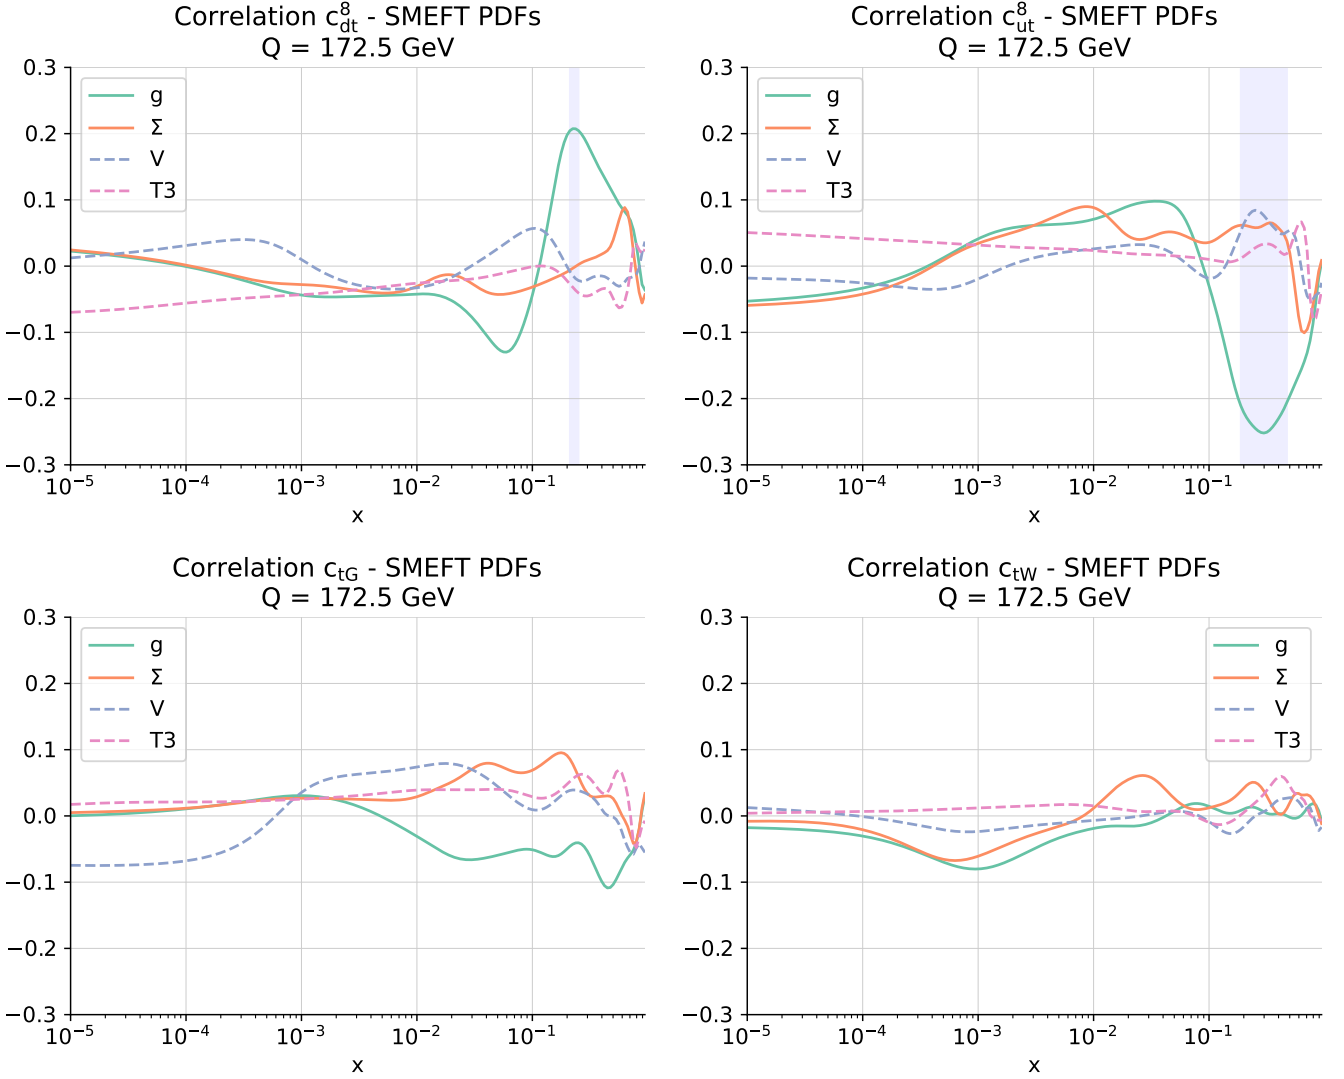 Correlation c⁸dt - SMEFT PDFs
Q = 172.5 GeV
0.3
0.2
0.1
0.0
−0.1
−0.2
−0.3
g
Σ
V
T3
10⁻⁵
10⁻⁴
10⁻³
10⁻²
10⁻¹
x
Correlation c⁸ut - SMEFT PDFs
Q = 172.5 GeV
0.3
0.2
0.1
0.0
−0.1
−0.2
−0.3
g
Σ
V
T3
10⁻⁵
10⁻⁴
10⁻³
10⁻²
10⁻¹
x
Correlation ctG - SMEFT PDFs
Q = 172.5 GeV
0.3
0.2
0.1
0.0
−0.1
−0.2
−0.3
g
Σ
V
T3
10⁻⁵
10⁻⁴
10⁻³
10⁻²
10⁻¹
x
Correlation ctW - SMEFT PDFs
Q = 172.5 GeV
0.3
0.2
0.1
0.0
−0.1
−0.2
−0.3
g
Σ
V
T3
10⁻⁵
10⁻⁴
10⁻³
10⁻²
10⁻¹
x